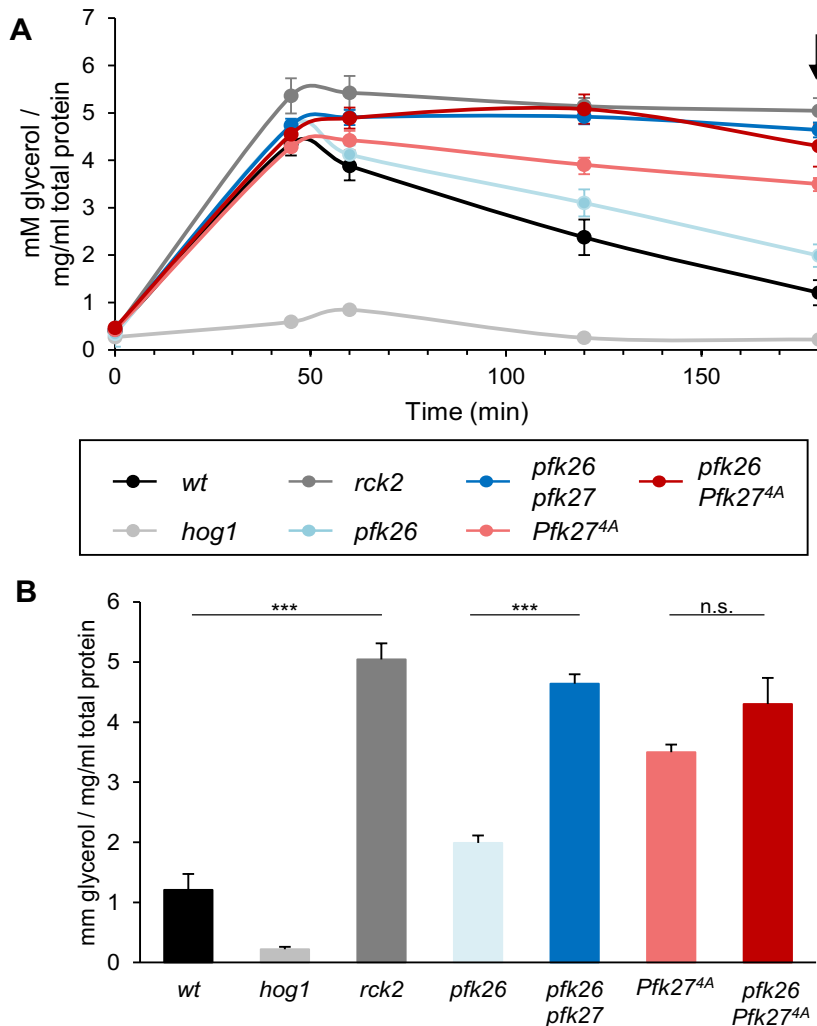 A
mM glycerol /
mg/ml total protein
7
6
5
4
3
2
1
0
0 50 100 150
Time (min)
wt rck2 pfk26 pfk27 pfk26 Pfk27^4A
hog1 pfk26 Pfk27^4A
B
mm glycerol / mg/ml total protein
6
5
4
3
2
1
0
*** *** n.s.
wt hog1 rck2 pfk26 pfk26 Pfk27^4A pfk26
pfk27 Pfk27^4A